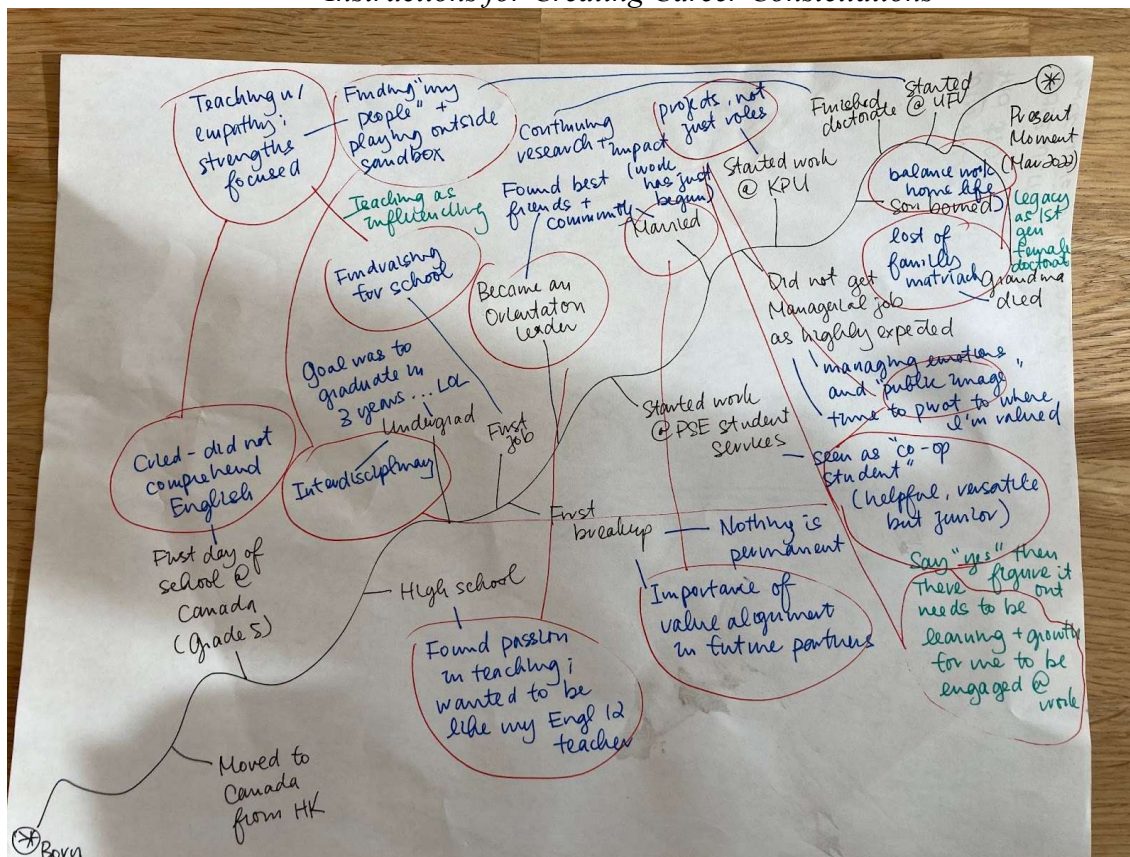 Instructions for Creating Career Constellations
Teaching w/
empathy;
strengths
focused
Finding "my
people" +
playing outside
sandbox
Teaching as
influencing
Continuing
research + impact
(work
has just
begun)
projects, not
just roles
Finished
doctorate
Started
@ UFV
Present
Moment
(Mar 2022)
Started work
@ KPU
balance work
home life
son borned
Legacy
as 1st
gen
female
doctorate
lost of
family
matriach
Grandma
died
Found best
friends +
community
Married
Fundraising
for school
Became an
Orientation
leader
Did not get
Managerial job
as highly expected
managing emotions
and "public image"
time to pivot to where
I'm valued
Goal was to
graduate in
3 years ... LOL
Undergrad
First
job
Started work
@ PSE student
services
seen as "co-op
student"
(helpful, versatile
but junior)
Cried - did not
comprehend
English
Interdisciplinary
First
breakup
Nothing is
permanent
First day of
school @
Canada
(Grade 5)
High school
Importance of
value alignment
in future partners
Say "yes" then
figure it
out
There
needs to be
learning + growth
for me to be
engaged @
work
Found passion
in teaching;
wanted to be
like my Engl 12
teacher
Moved to
Canada
from HK
Born